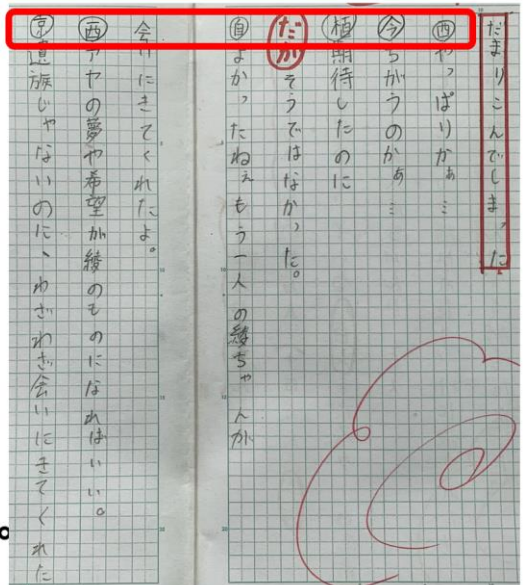 だまりこんでしまった
西やっぱりかぁ…
今ちがうのかぁ…
植期待したのに
だがそうではなかった。
自よかったねぇもう一人の綾ちゃんが
会いにきてくれたよ。
西アヤの夢や希望が綾のものになればいい。
京遺族じゃないのに、わざわざ会いにきてくれた